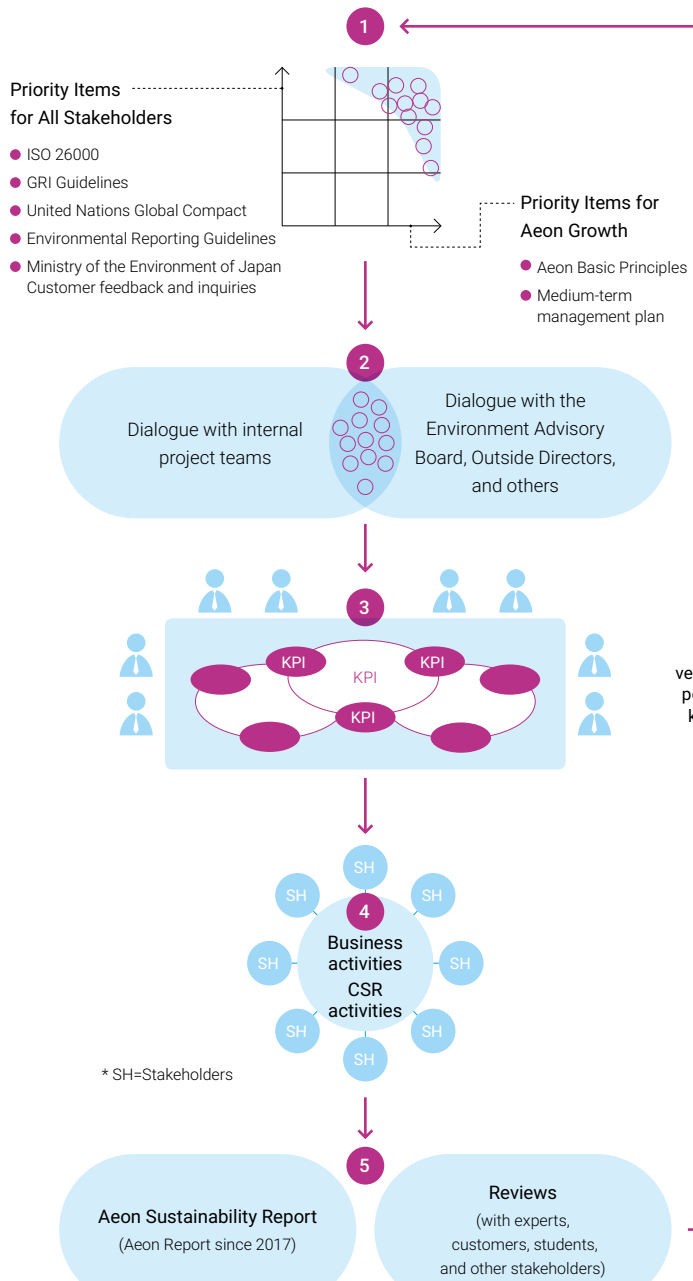 1
Priority Items
for All Stakeholders
ISO 26000
GRI Guidelines
United Nations Global Compact
Environmental Reporting Guidelines
Ministry of the Environment of Japan
Customer feedback and inquiries
Priority Items for
Aeon Growth
Aeon Basic Principles
Medium-term
management plan
2
Dialogue with internal
project teams
Dialogue with the
Environment Advisory
Board, Outside Directors,
and others
3
KPI
KPI
KPI
KPI
ve
po
k
SH
SH
SH
4
Business
activities
SH
SH
CSR
activities
SH
SH
SH
* SH=Stakeholders
5
Aeon Sustainability Report
(Aeon Report since 2017)
Reviews
(with experts,
customers, students,
and other stakeholders)